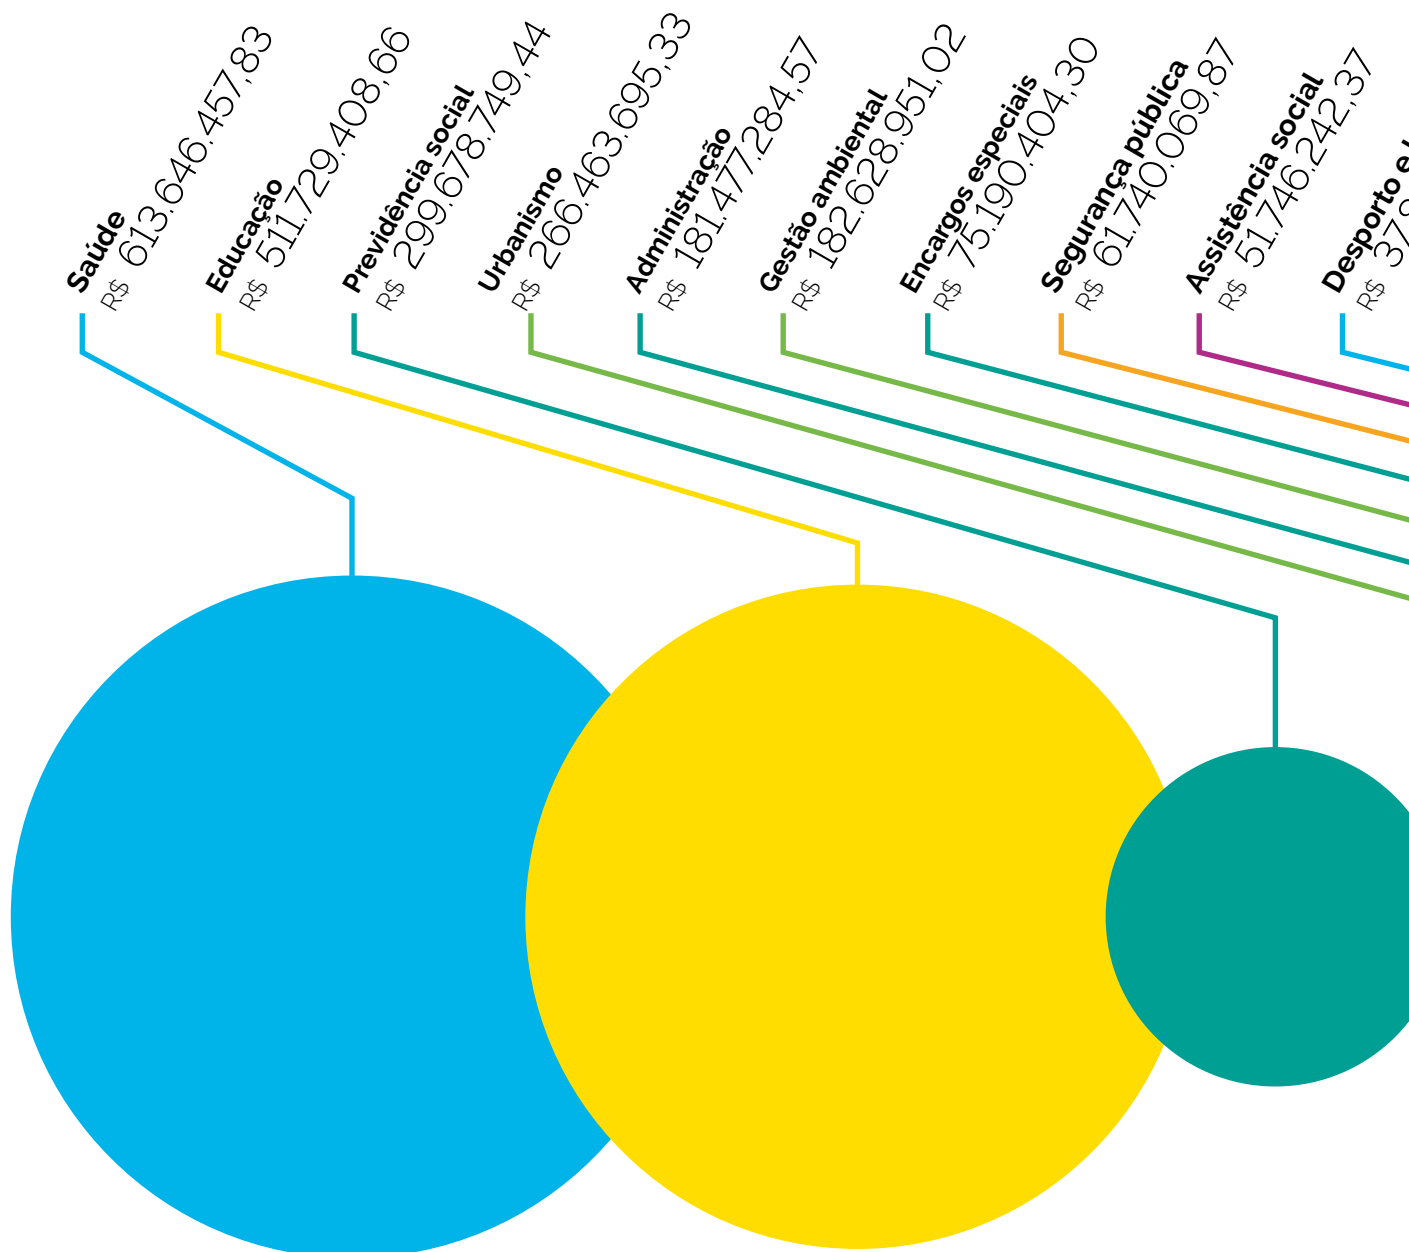 Saúde
R$ 613.646.457,83
Educação
R$ 511.729.408,66
Previdência social
R$ 299.678.749,44
Urbanismo
R$ 266.463.695,33
Administração
R$ 181.477.284,57
Gestão ambiental
R$ 182.628.951,02
Encargos especiais
R$ 75.190.404,30
Segurança pública
R$ 61.740.069,87
Assistência social
R$ 51.746.242,37
Desporto e
R$